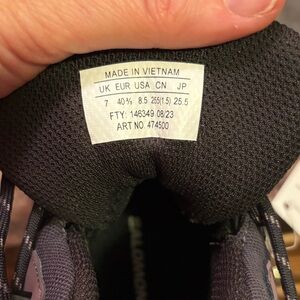 MADE IN VIETNAM
UK EUR USA CN JP
7 40⅔ 8.5 255(1.5) 25.5
FTY: 146349 08/23
ART NO 474500